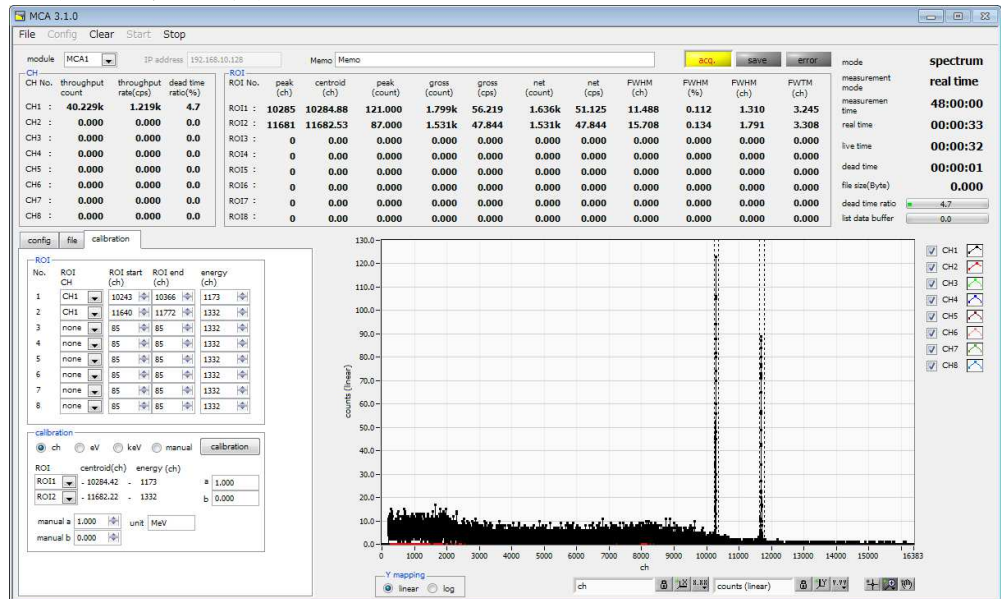 MCA 3.1.0
File Config Clear Start Stop
module MCA1 IP address 192.168.10.128 Memo Memo acq. save error mode spectrum
CH
CH No. throughput count throughput rate(cps) dead time ratio(%)
CH1 : 40.229k 1.219k 4.7
CH2 : 0.000 0.000 0.0
CH3 : 0.000 0.000 0.0
CH4 : 0.000 0.000 0.0
CH5 : 0.000 0.000 0.0
CH6 : 0.000 0.000 0.0
CH7 : 0.000 0.000 0.0
CH8 : 0.000 0.000 0.0
ROI
ROI No. peak (ch) centroid (ch) peak (count) gross (count) gross (cps) net (count) net (cps) FWHM (ch) FWHM (%) FWHM (ch) FWTM (ch)
ROI1 : 10285 10284.88 121.000 1.799k 56.219 1.636k 51.125 11.488 0.112 1.310 3.245
ROI2 : 11681 11682.53 87.000 1.531k 47.844 1.531k 47.844 15.708 0.134 1.791 3.308
ROI3 : 0 0.00 0.000 0.000 0.000 0.000 0.000 0.000 0.000 0.000 0.000
ROI4 : 0 0.00 0.000 0.000 0.000 0.000 0.000 0.000 0.000 0.000 0.000
ROI5 : 0 0.00 0.000 0.000 0.000 0.000 0.000 0.000 0.000 0.000 0.000
ROI6 : 0 0.00 0.000 0.000 0.000 0.000 0.000 0.000 0.000 0.000 0.000
ROI7 : 0 0.00 0.000 0.000 0.000 0.000 0.000 0.000 0.000 0.000 0.000
ROI8 : 0 0.00 0.000 0.000 0.000 0.000 0.000 0.000 0.000 0.000 0.000
measurement mode real time
measuremen time 48:00:00
real time 00:00:33
live time 00:00:32
dead time 00:00:01
file size(Byte) 0.000
dead time ratio 4.7
list data buffer 0.0
config file calibration
ROI
No. ROI CH ROI start (ch) ROI end (ch) energy (ch)
1 CH1 10243 10366 1173
2 CH1 11640 11772 1332
3 none 85 85 1332
4 none 85 85 1332
5 none 85 85 1332
6 none 85 85 1332
7 none 85 85 1332
8 none 85 85 1332
calibration
ch eV keV manual calibration
ROI centroid(ch) energy (ch)
ROI1 - 10284.42 - 1173 a 1.000
ROI2 - 11682.22 - 1332 b 0.000
manual a 1.000 unit MeV
manual b 0.000
counts (linear)
130.0
120.0
110.0
100.0
90.0
80.0
70.0
60.0
50.0
40.0
30.0
20.0
10.0
0.0
0 1000 2000 3000 4000 5000 6000 7000 8000 9000 10000 11000 12000 13000 14000 15000 16383
ch
CH1
CH2
CH3
CH4
CH5
CH6
CH7
CH8
Y mapping
linear log
ch counts (linear)